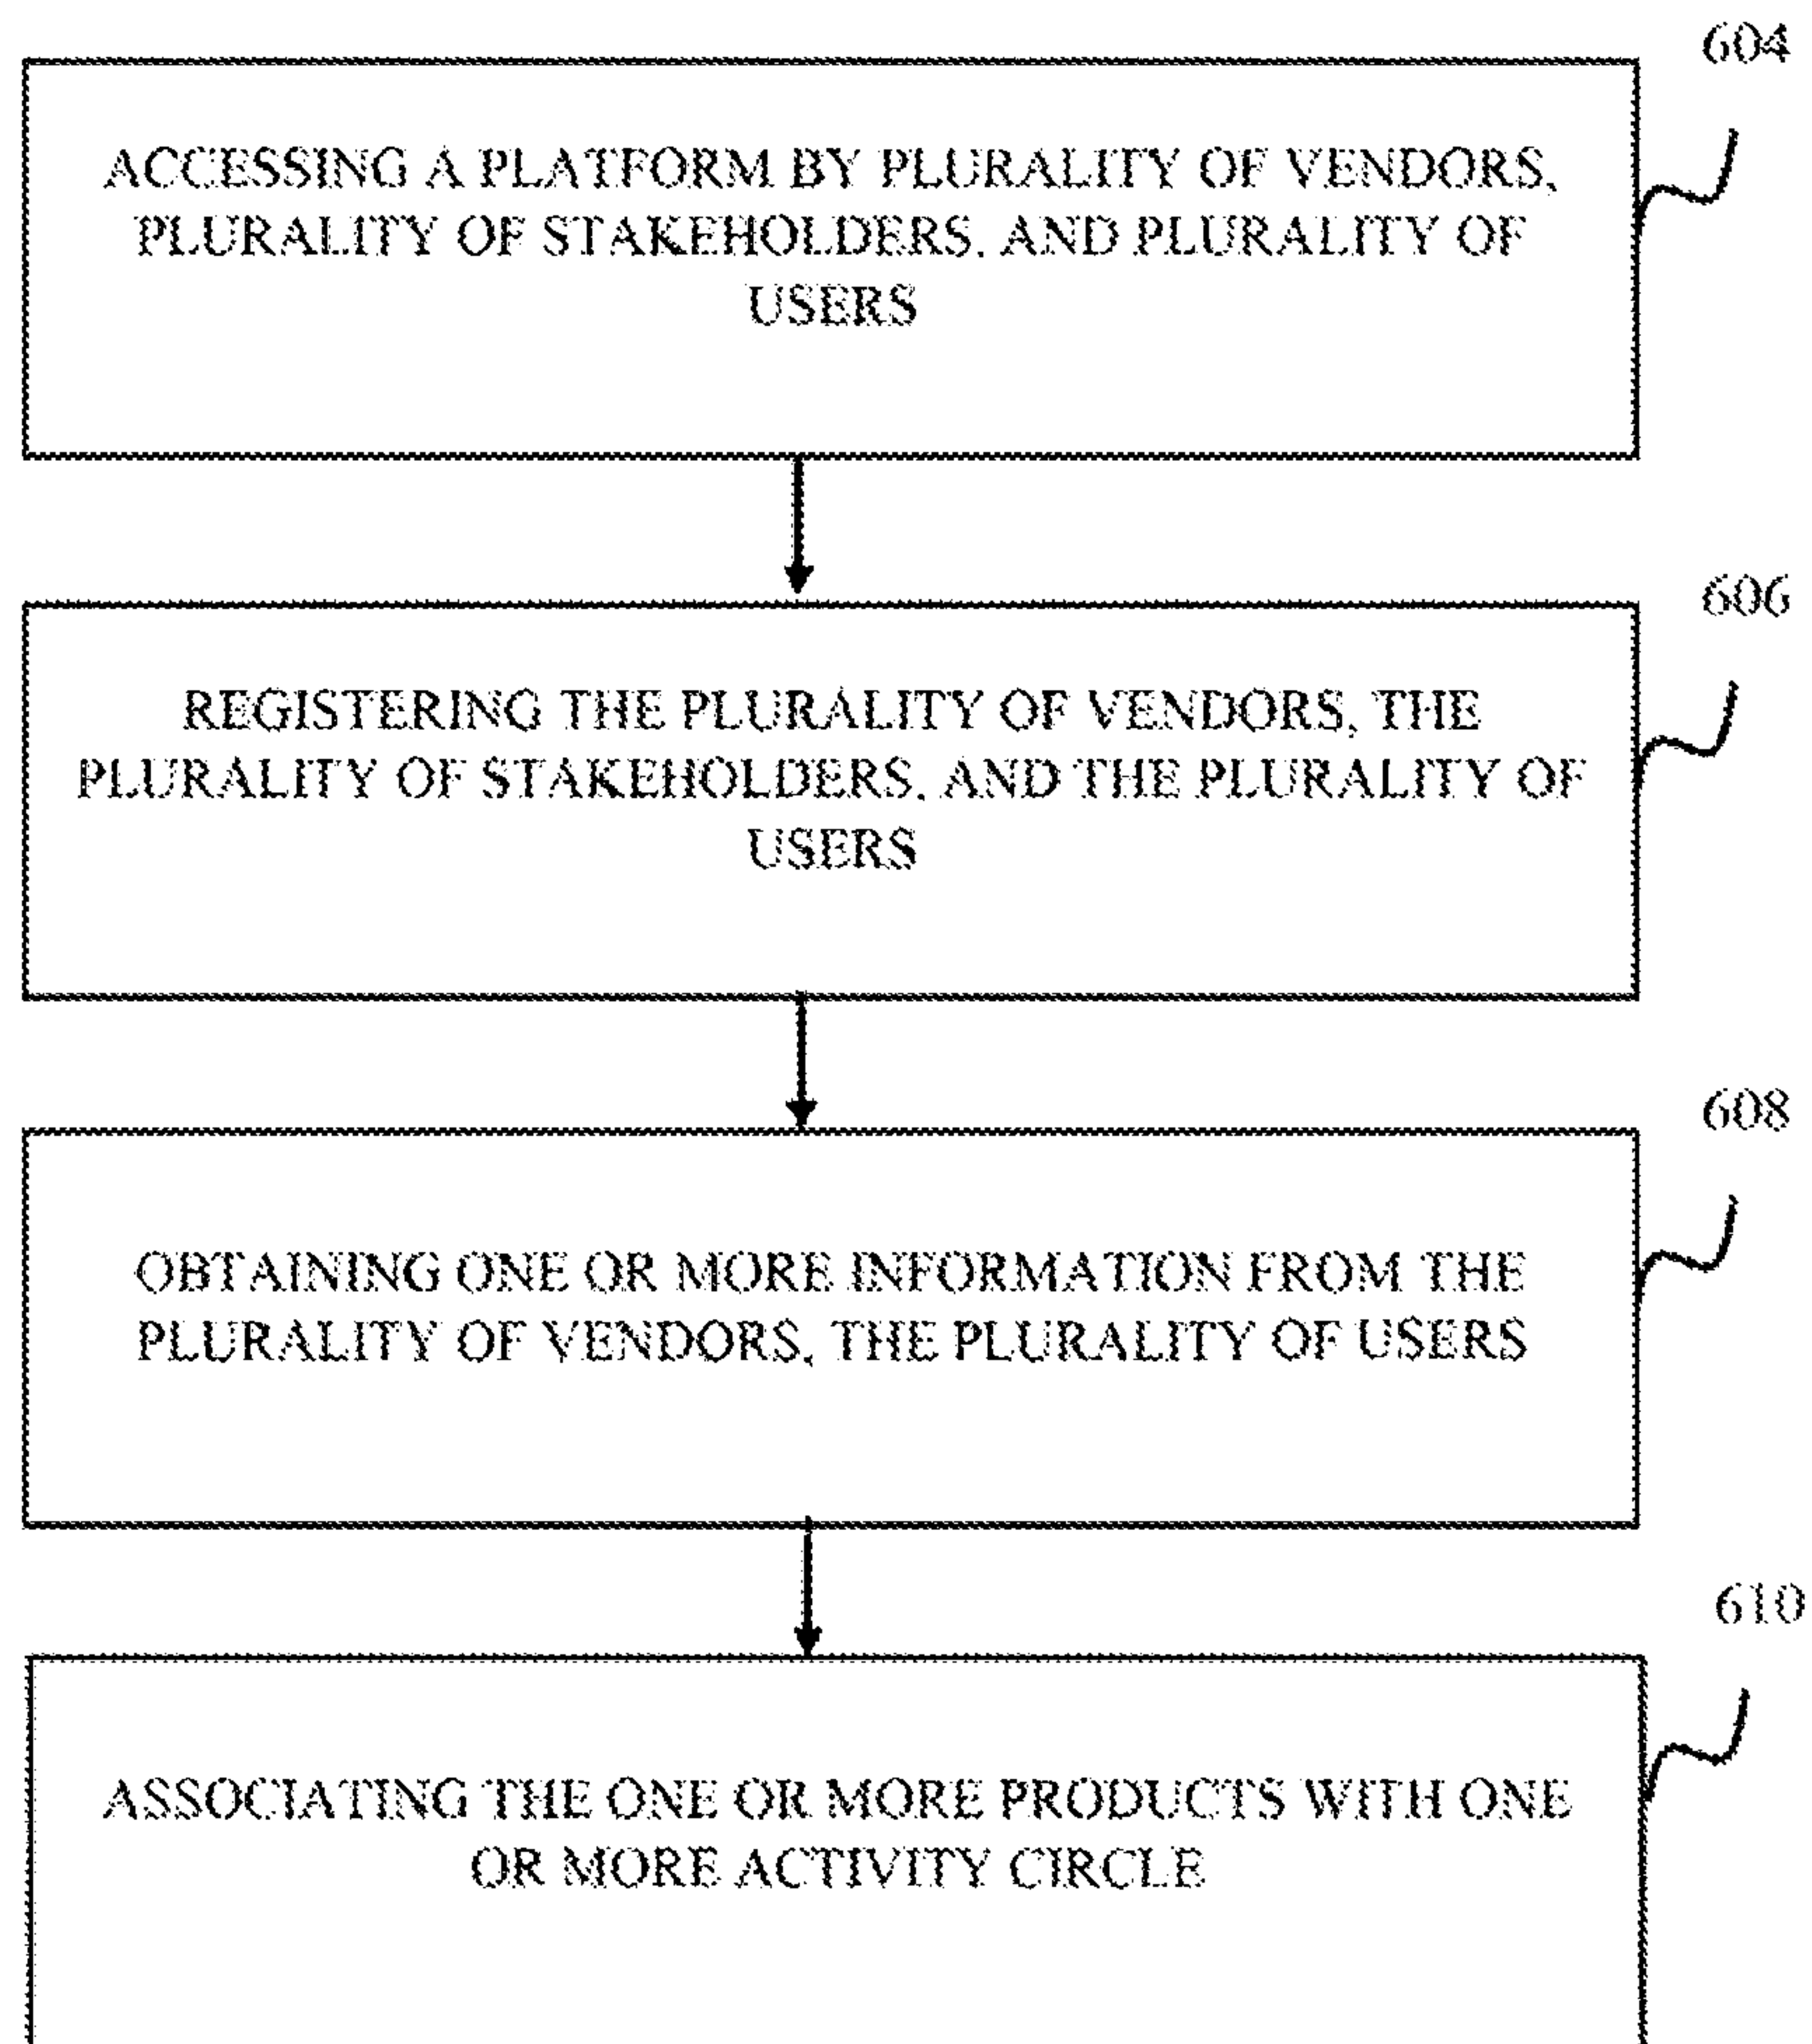 604
ACCESSING A PLATFORM BY PLURALITY OF VENDORS,
PLURALITY OF STAKEHOLDERS, AND PLURALITY OF
USERS
606
REGISTERING THE PLURALITY OF VENDORS, THE
PLURALITY OF STAKEHOLDERS, AND THE PLURALITY OF
USERS
608
OBTAINING ONE OR MORE INFORMATION FROM THE
PLURALITY OF VENDORS, THE PLURALITY OF USERS
610
ASSOCIATING THE ONE OR MORE PRODUCTS WITH ONE
OR MORE ACTIVITY CIRCLE